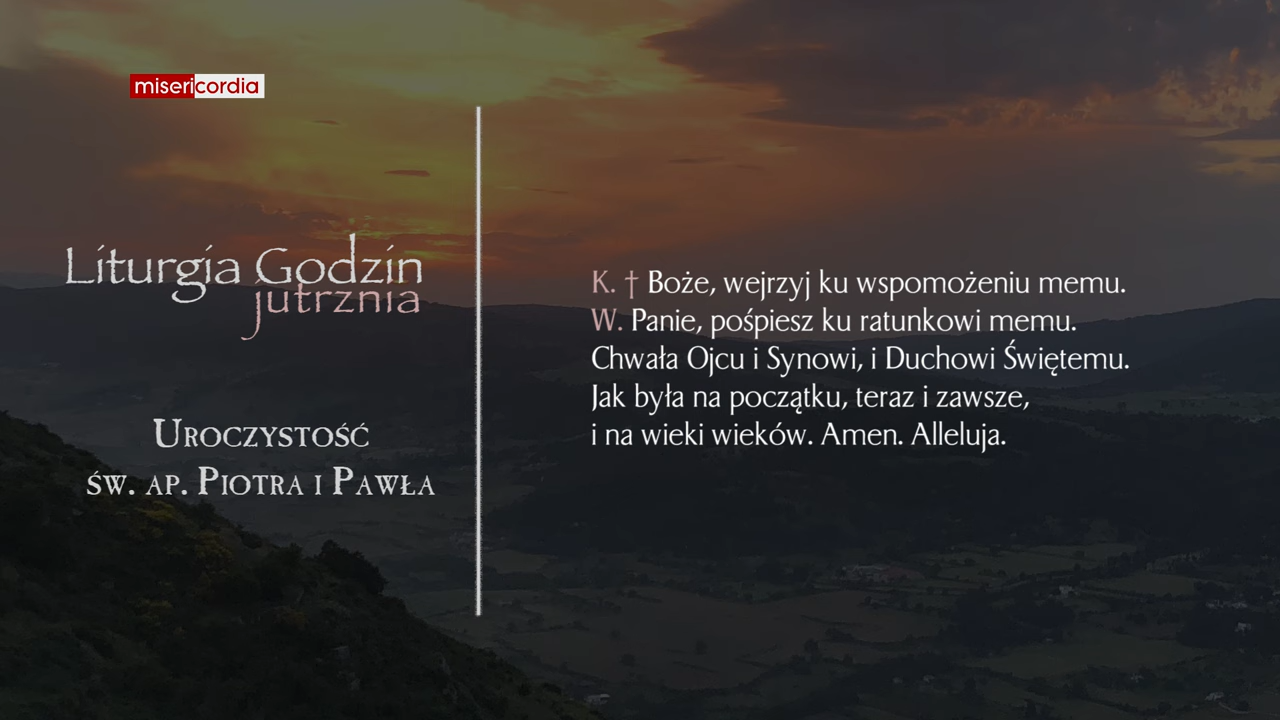 misericordia
Liturgia Godzin
jutrznia
Uroczystość
św. ap. Piotra i Pawła
K. † Boże, wejrzyj ku wspomożeniu memu.
W. Panie, pośpiesz ku ratunkowi memu.
Chwała Ojcu i Synowi, i Duchowi Świętemu.
Jak była na początku, teraz i zawsze,
i na wieki wieków. Amen. Alleluja.